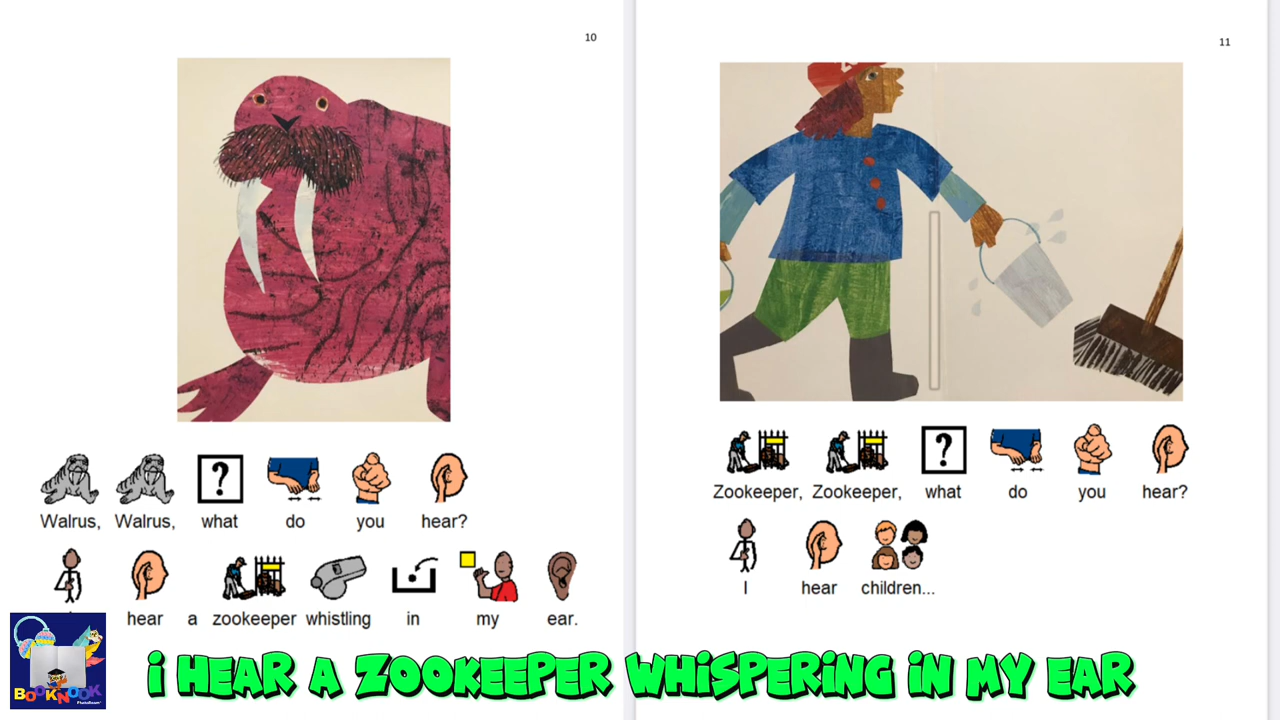 10
Walrus, Walrus, what do you hear?
hear a zookeeper whistling in my ear.
11
Zookeeper, Zookeeper, what do you hear?
I hear children...
BOOKNOOK
I HEAR A ZOOKEEPER WHISPERING IN MY EAR